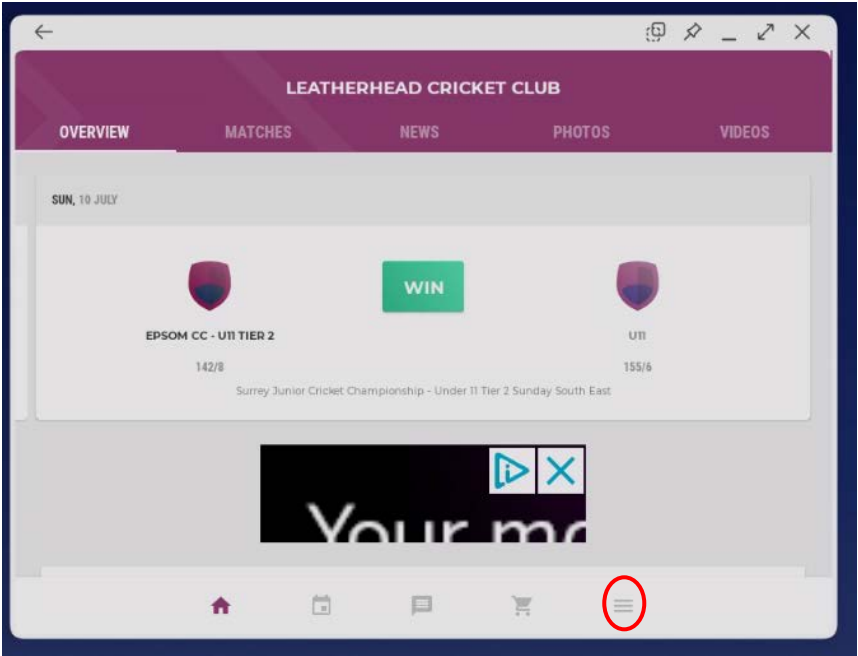 LEATHERHEAD CRICKET CLUB
OVERVIEW MATCHES NEWS PHOTOS VIDEOS
SUN, 10 JULY
WIN
EPSOM CC - U11 TIER 2 U11
142/8 155/6
Surrey Junior Cricket Championship - Under 11 Tier 2 Sunday South East
Your